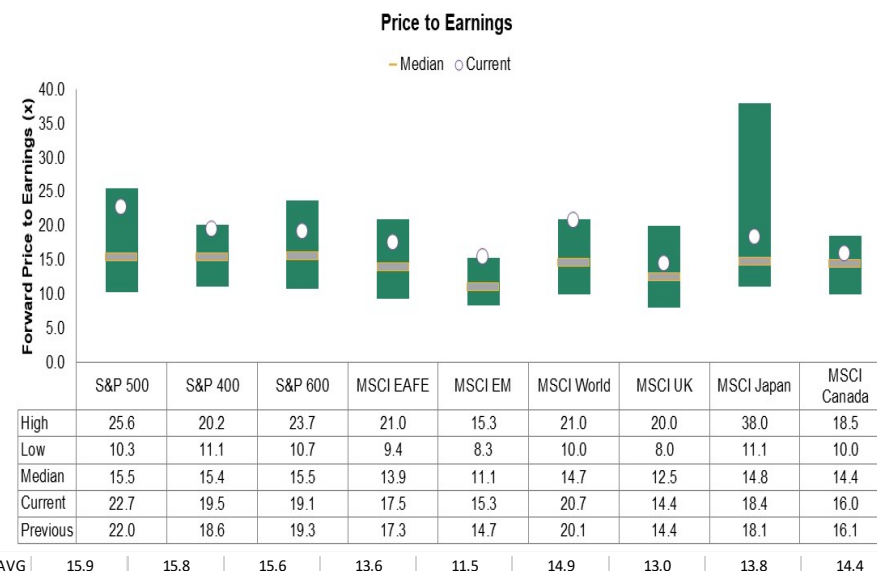 Price to Earnings
Median Current
Forward Price to Earnings (x)
40.0
35.0
30.0
25.0
20.0
15.0
10.0
5.0
0.0
S&P 500 S&P 400 S&P 600 MSCI EAFE MSCI EM MSCI World MSCI UK MSCI Japan MSCI Canada
High 25.6 20.2 23.7 21.0 15.3 21.0 20.0 38.0 18.5
Low 10.3 11.1 10.7 9.4 8.3 10.0 8.0 11.1 10.0
Median 15.5 15.4 15.5 13.9 11.1 14.7 12.5 14.8 14.4
Current 22.7 19.5 19.1 17.5 15.3 20.7 14.4 18.4 16.0
Previous 22.0 18.6 19.3 17.3 14.7 20.1 14.4 18.1 16.1
AVG 15.9 15.8 15.6 13.6 11.5 14.9 13.0 13.8 14.4